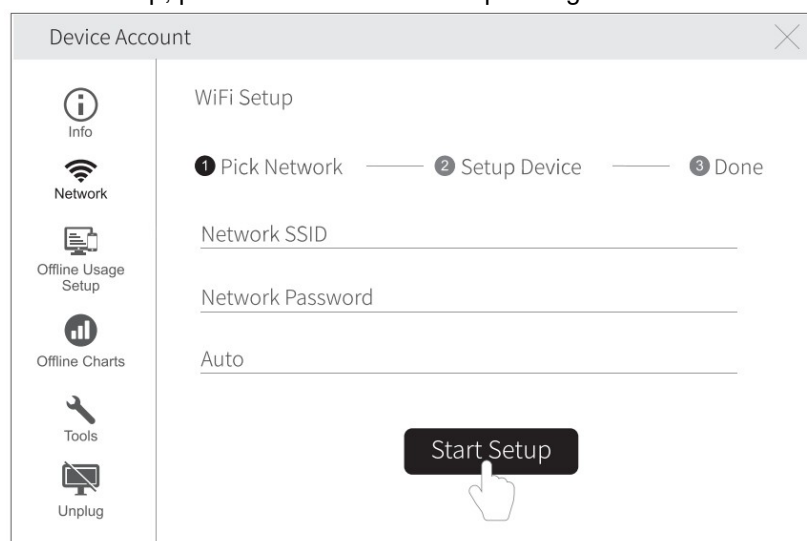 Device Account
Info
Network
Offline Usage
Setup
Offline Charts
Tools
Unplug
WiFi Setup
1 Pick Network
2 Setup Device
3 Done
Network SSID
Network Password
Auto
Start Setup